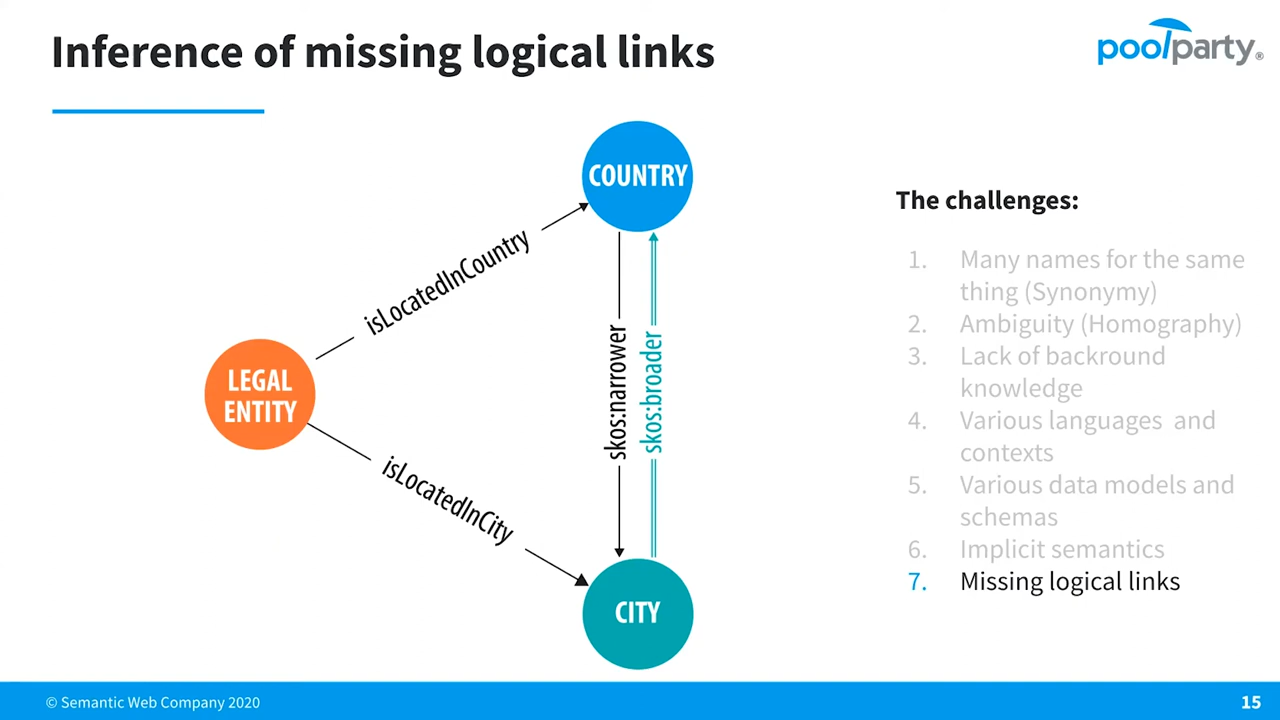 Inference of missing logical links
poolparty®
COUNTRY
isLocatedInCountry
LEGAL
ENTITY
skos:narrower
skos:broader
isLocatedInCity
CITY
The challenges:
1. Many names for the same
thing (Synonymy)
2. Ambiguity (Homography)
3. Lack of backround
knowledge
4. Various languages and
contexts
5. Various data models and
schemas
6. Implicit semantics
7. Missing logical links
© Semantic Web Company 2020
15